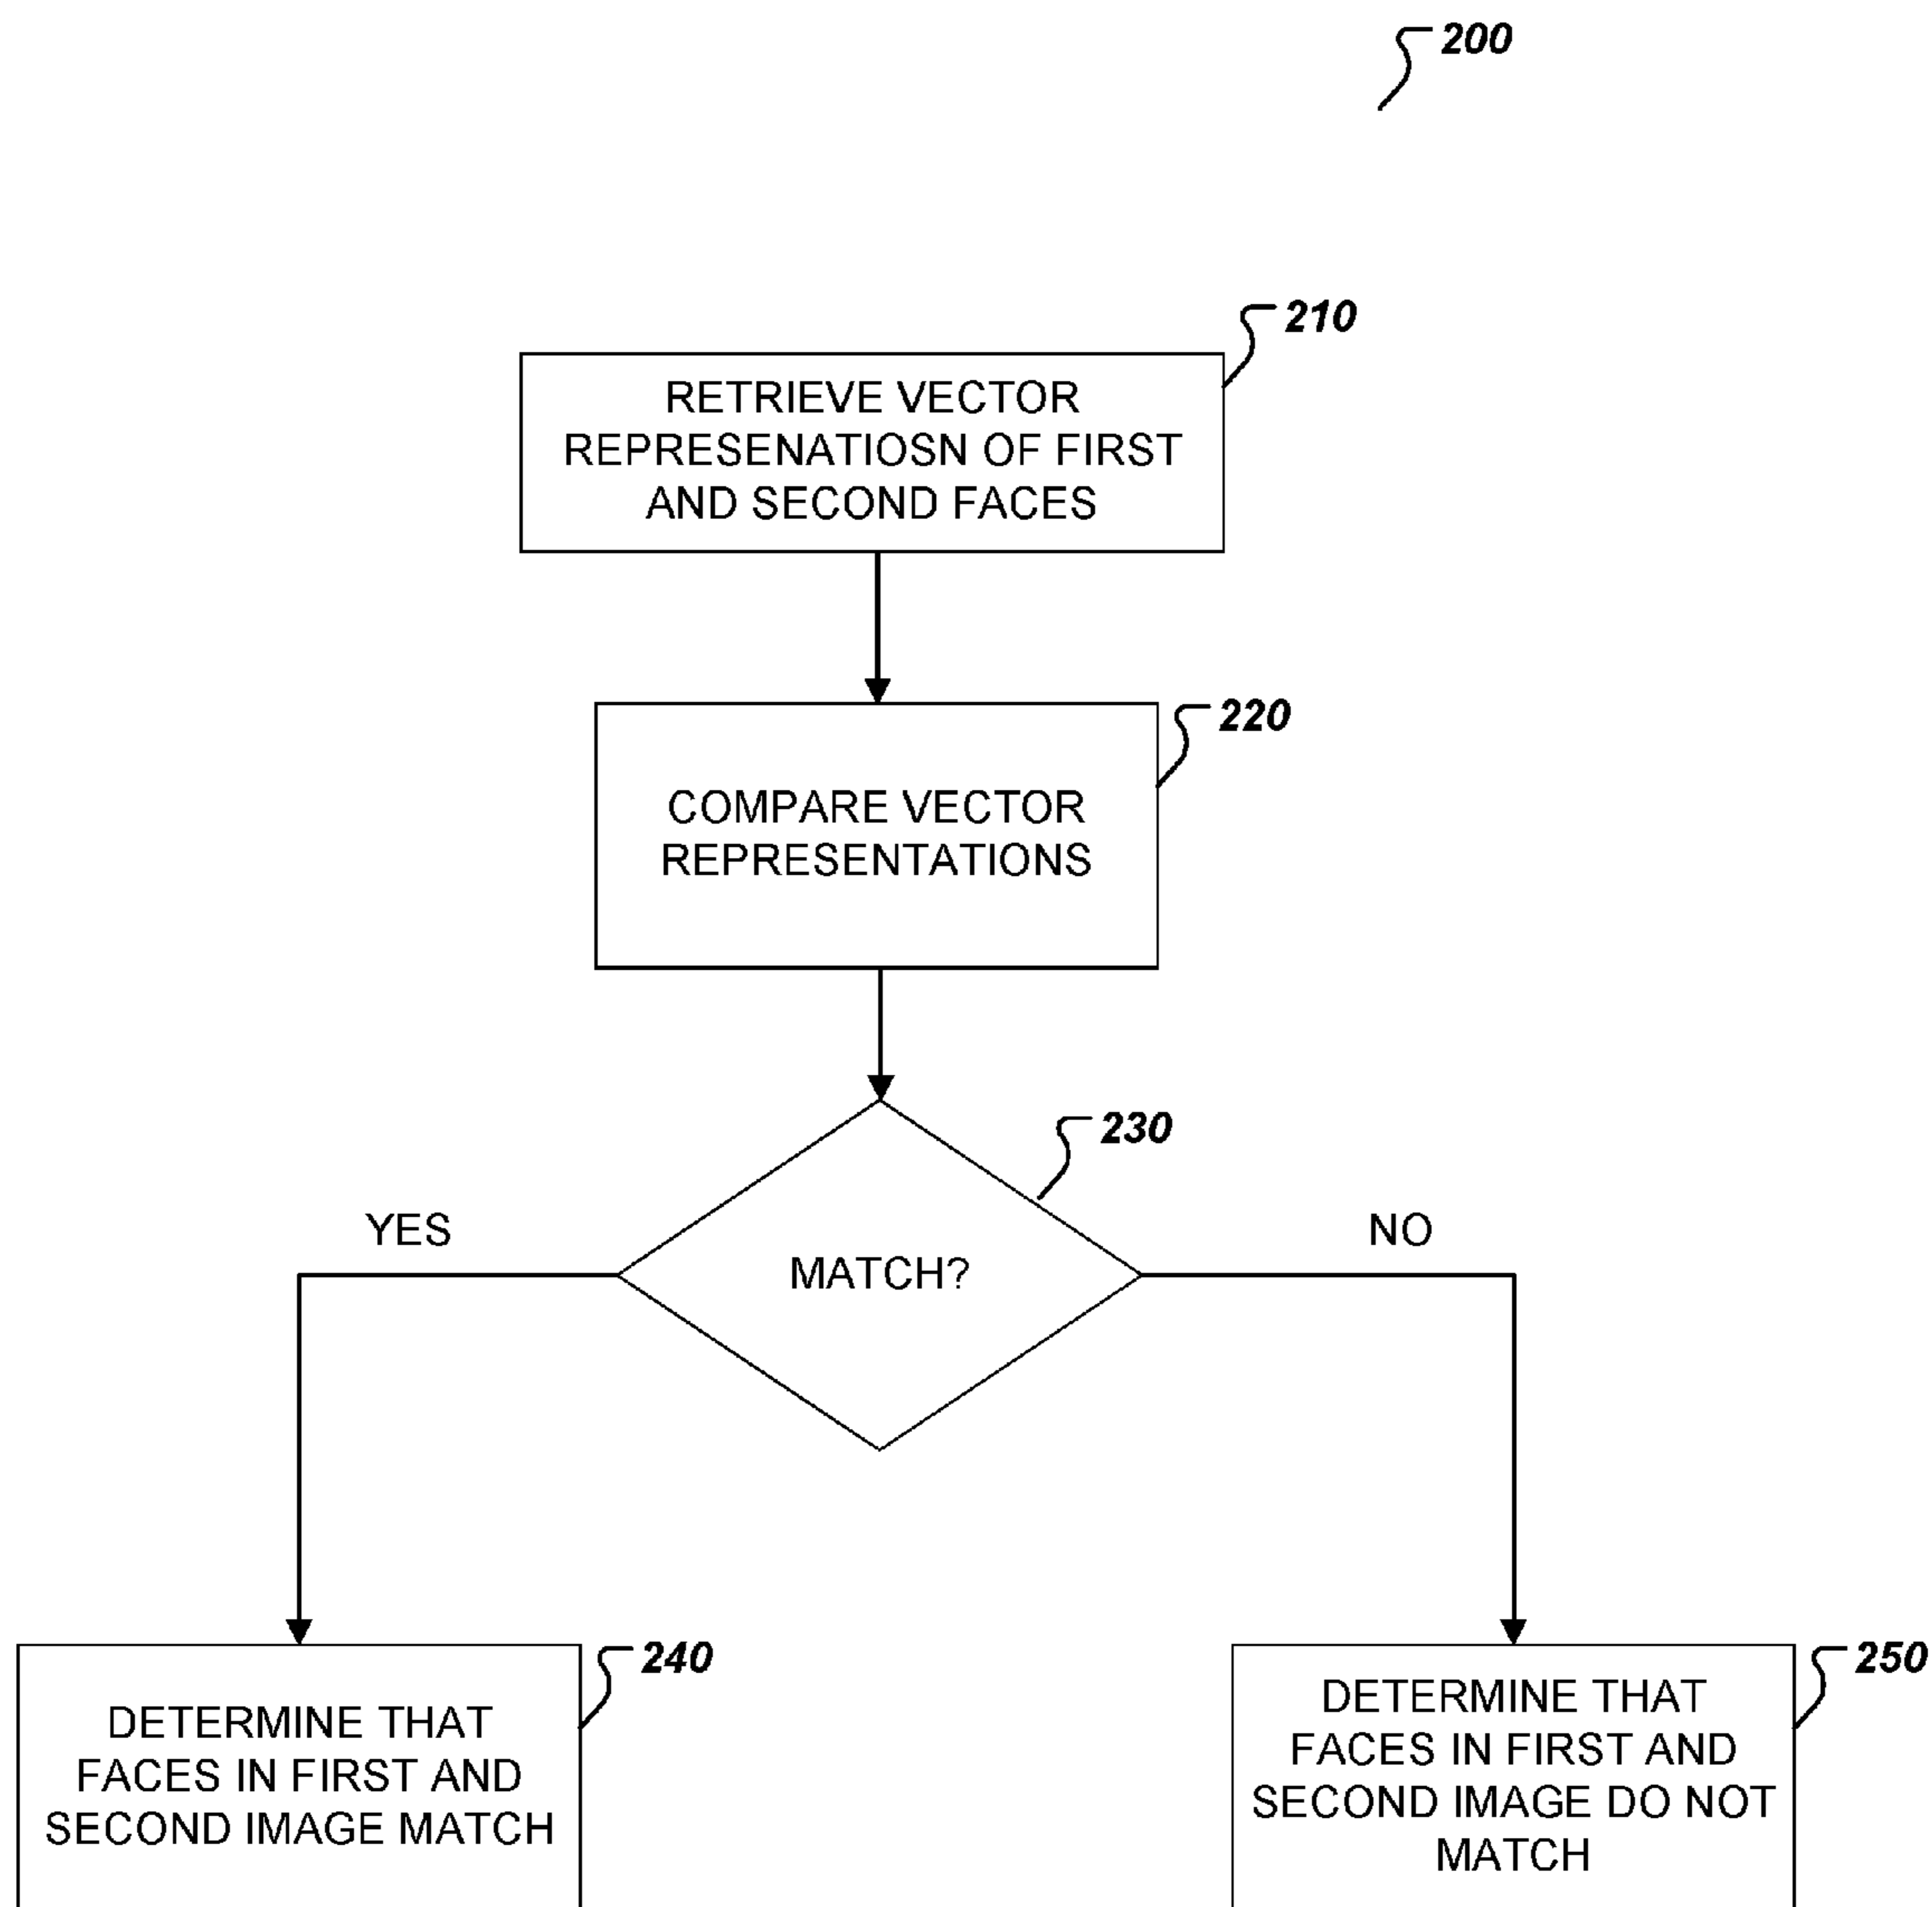 200
210
RETRIEVE VECTOR
REPRESENATIOSN OF FIRST
AND SECOND FACES
220
COMPARE VECTOR
REPRESENTATIONS
230
YES
NO
MATCH?
240
DETERMINE THAT
FACES IN FIRST AND
SECOND IMAGE MATCH
250
DETERMINE THAT
FACES IN FIRST AND
SECOND IMAGE DO NOT
MATCH